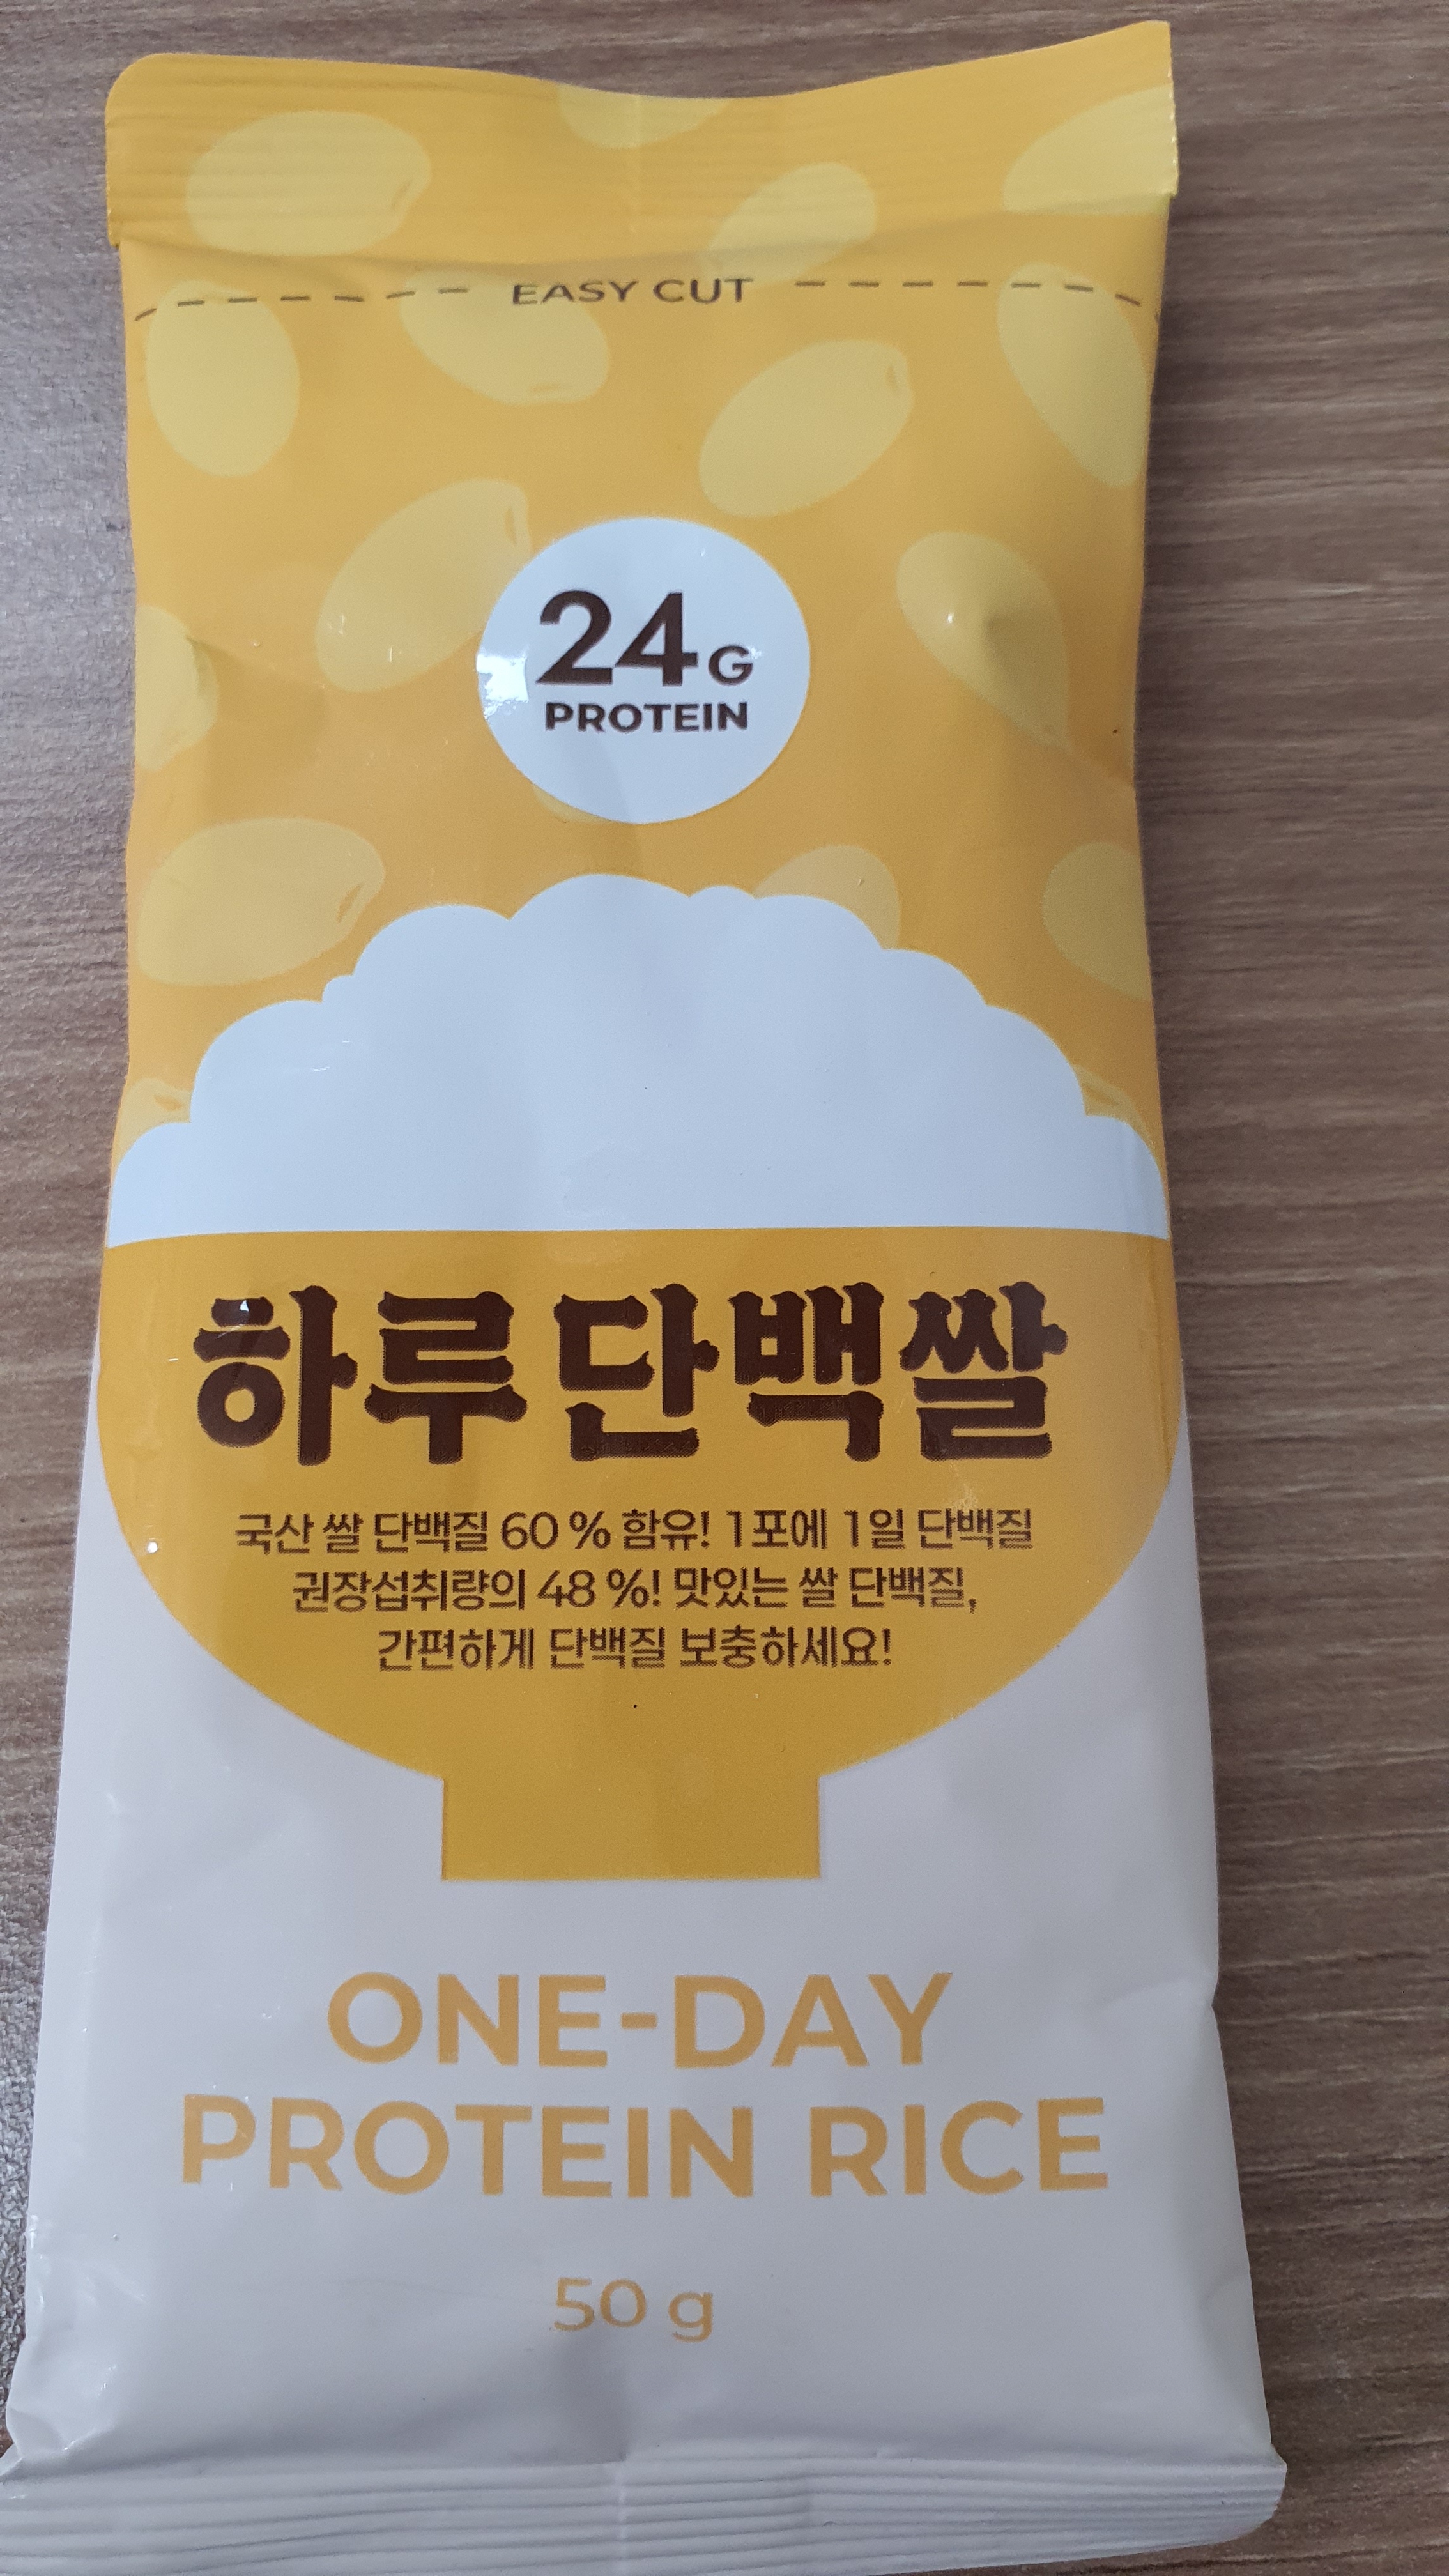 EASY CUT
24G
PROTEIN
하루단백쌀
국산 쌀 단백질 60 % 함유! 1포에 1일 단백질
권장섭취량의 48 %! 맛있는 쌀 단백질,
간편하게 단백질 보충하세요!
ONE-DAY
PROTEIN RICE
50 g